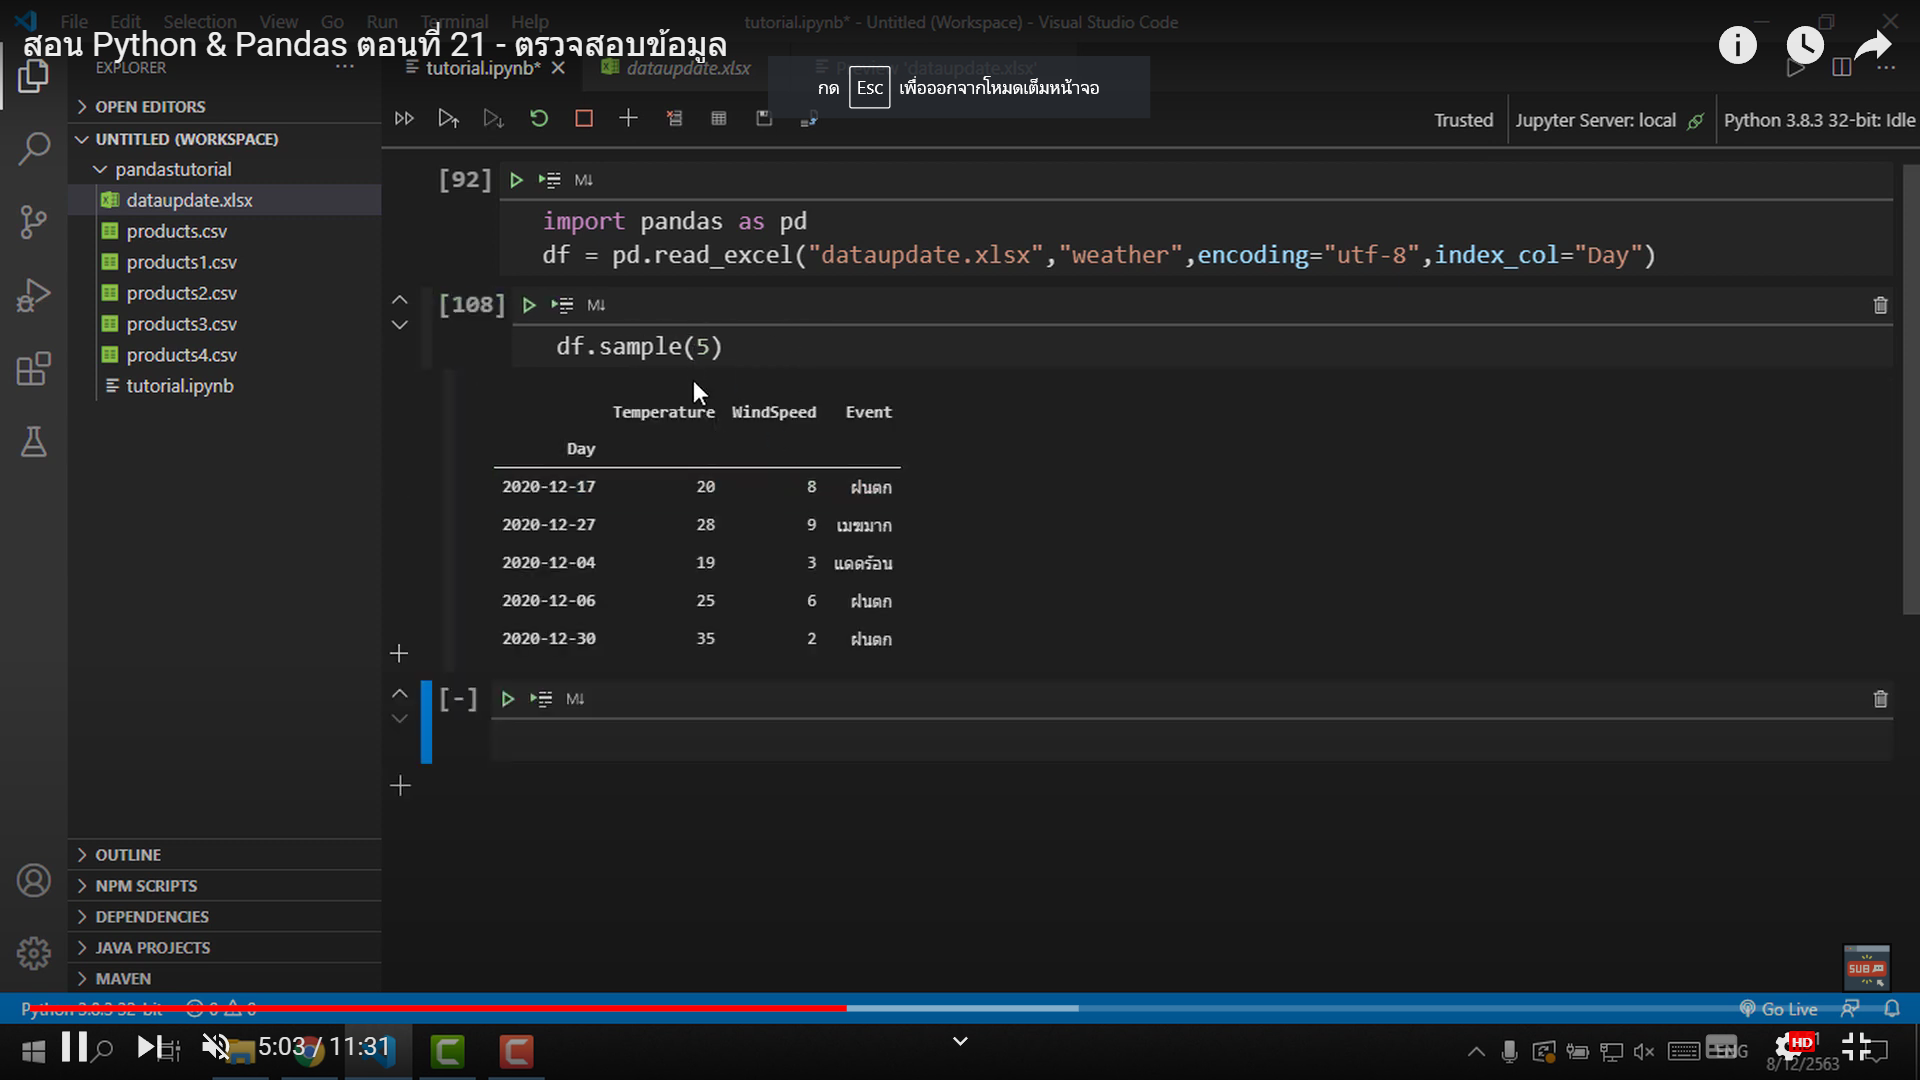 File Edit Selection View Go Run Terminal Help tutorial.ipynb* - Untitled (Workspace) - Visual Studio Code
สอน Python & Pandas ตอนที่ 21 - ตรวจสอบข้อมูล
EXPLORER ...
tutorial.ipynb* dataupdate.xlsx Preview 'dataupdate.xlsx'
กด Esc เพื่อออกจากโหมดเต็มหน้าจอ
OPEN EDITORS
Trusted Jupyter Server: local Python 3.8.3 32-bit: Idle
UNTITLED (WORKSPACE)
pandastutorial
dataupdate.xlsx
products.csv
products1.csv
products2.csv
products3.csv
products4.csv
tutorial.ipynb
[92] M↓
import pandas as pd
df = pd.read_excel("dataupdate.xlsx","weather",encoding="utf-8",index_col="Day")
[108] M↓
df.sample(5)
Temperature WindSpeed Event
Day
2020-12-17 20 8 ฝนตก
2020-12-27 28 9 เมฆมาก
2020-12-04 19 3 แดดร้อน
2020-12-06 25 6 ฝนตก
2020-12-30 35 2 ฝนตก
[-] M↓
OUTLINE
NPM SCRIPTS
DEPENDENCIES
JAVA PROJECTS
MAVEN
SUB
Python 3.8.3 32-bit 0 0 Go Live
5:03 / 11:31
ENG
HD
8/12/2563